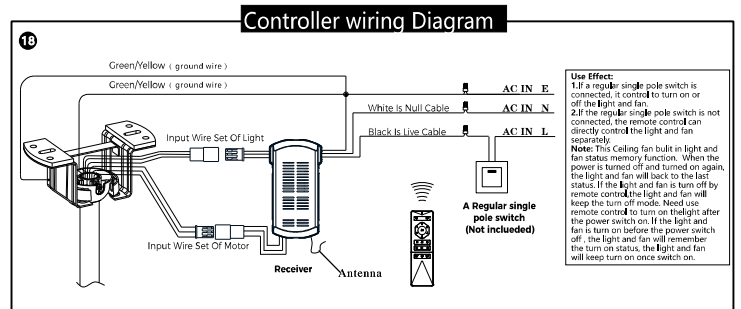 Controller wiring Diagram
18
Green/Yellow ( ground wire )
Green/Yellow ( ground wire )
AC IN E
White Is Null Cable
AC IN N
Black Is Live Cable
AC IN L
Input Wire Set Of Light
Input Wire Set Of Motor
Receiver
Antenna
A Regular single
pole switch
(Not inclueded)
Use Effect:
1.If a regular single pole switch is
connected, it control to turn on or
off the light and fan.
2.If the regular single pole switch is not
connected, the remote control can
directly control the light and fan
separately.
Note: This Ceiling fan bulit in light and
fan status memory function. When the
power is turned off and turned on again,
the light and fan will back to the last
status. If the light and fan is turn off by
remote control,the light and fan will
keep the turn off mode. Need use
remote control to turn on thelight after
the power switch on. If the light and
fan is turn on before the power switch
off , the light and fan will remember
the turn on status, the light and fan
will keep turn on once switch on.